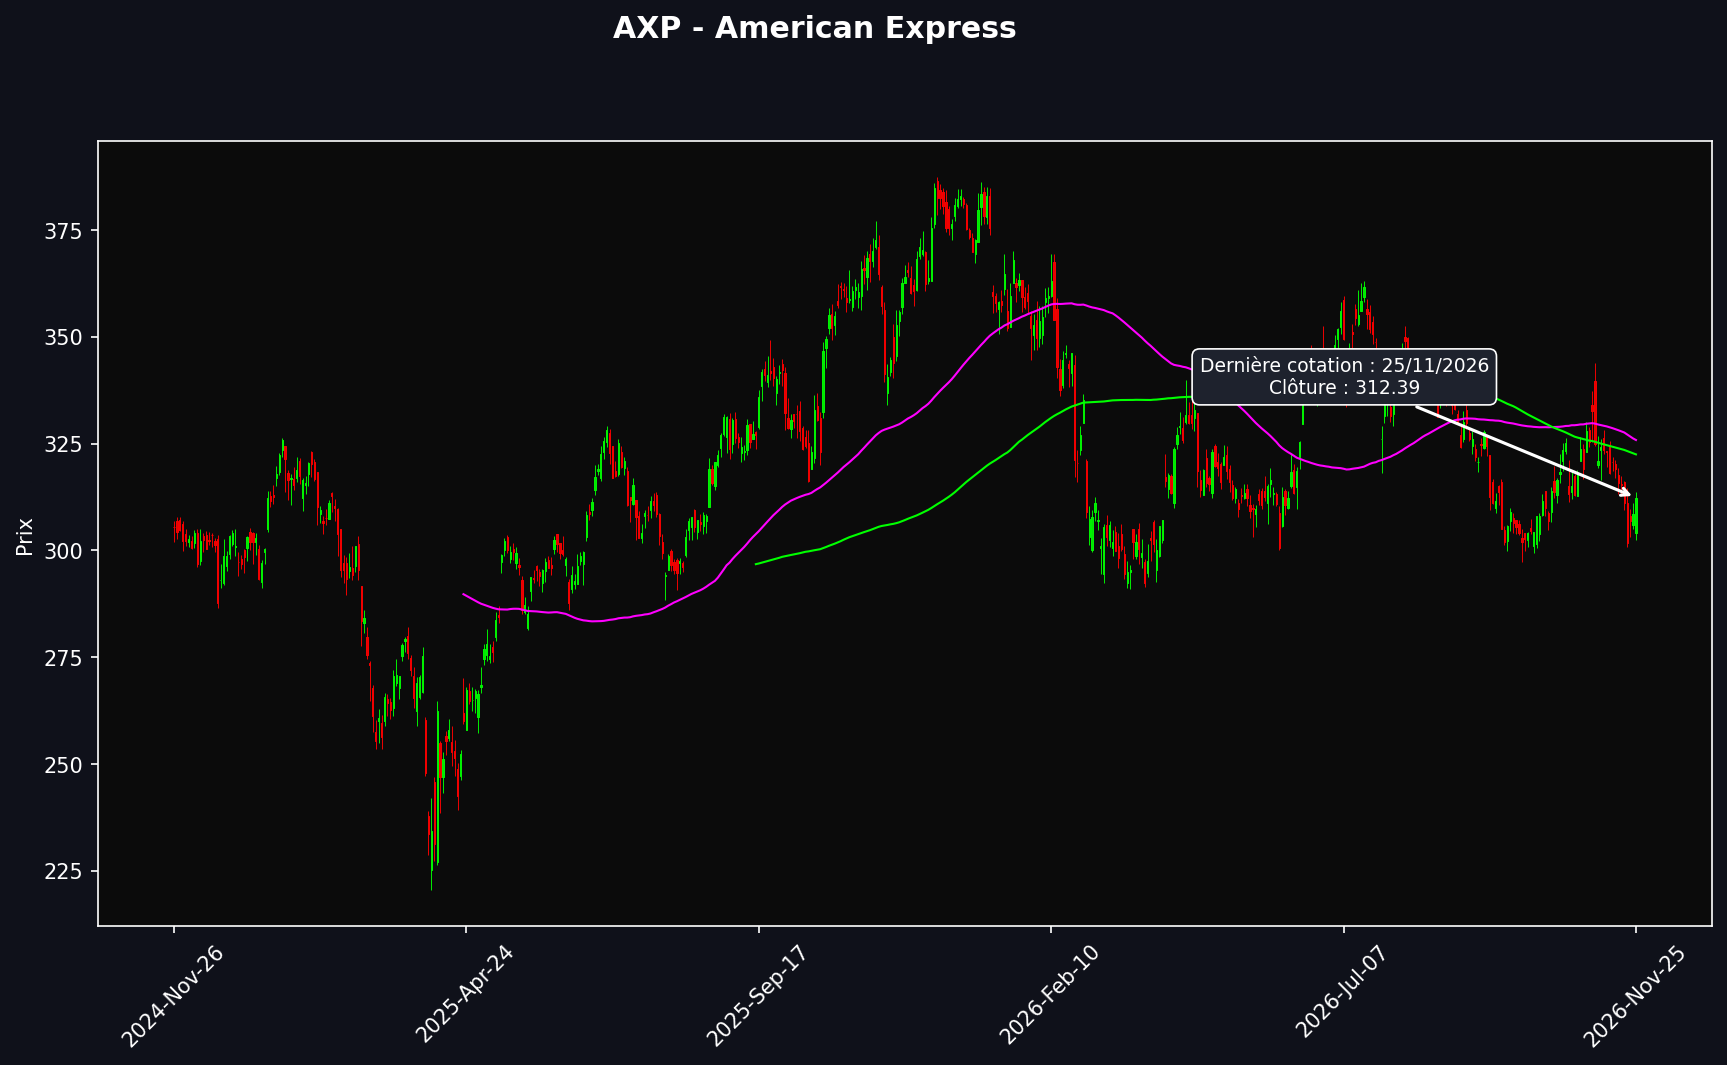 AXP - American Express
Prix
375
350
325
300
275
250
225
Dernière cotation : 25/11/2026
Clôture : 312.39
2024-Nov-26
2025-Apr-24
2025-Sep-17
2026-Feb-10
2026-Jul-07
2026-Nov-25